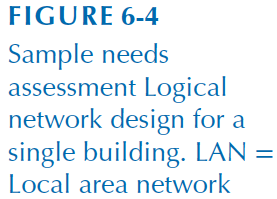 FIGURE 6-4
Sample needs
assessment Logical
network design for a
single building. LAN =
Local area network